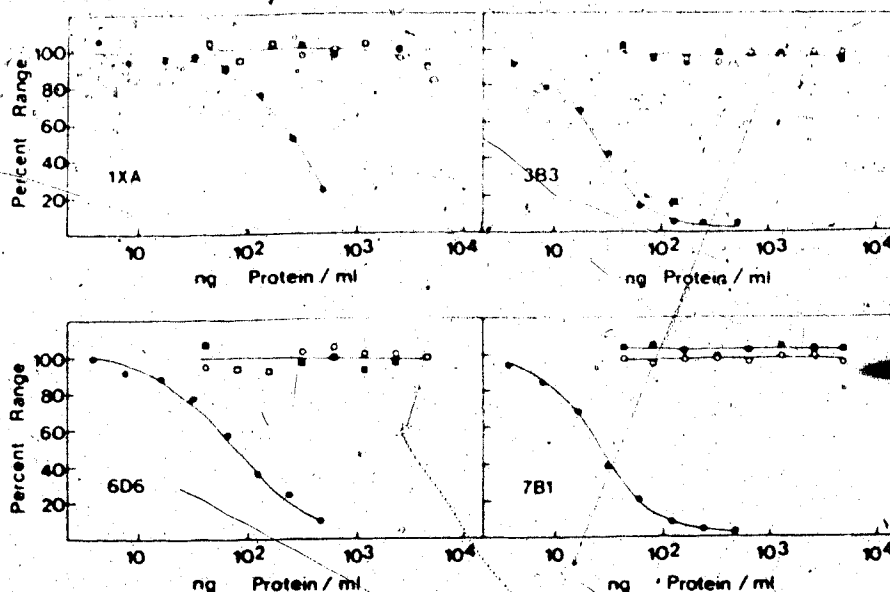 Percent Range
100
80
60
40
20
1XA
3B3
10 10² 10³ 10⁴
10 10² 10³ 10⁴
ng Protein / ml
ng Protein / ml
Percent Range
100
80
60
40
20
6D6
7B1
10 10² 10³ 10⁴
10 10² 10³ 10⁴
ng Protein / ml
ng Protein / ml